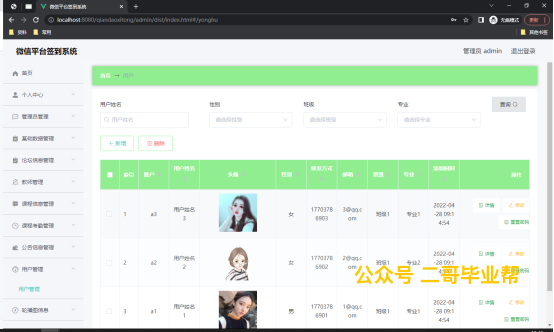 微信平台签到系统
localhost:8080/qiandaoxitong/admin/dist/index.html#/yonghu
无痕模式
更新
资料
常用
其他书签
微信平台签到系统
管理员 admin
退出登录
首页
个人中心
管理员管理
基础数据管理
论坛信息管理
教师管理
课程信息管理
课程考勤管理
公告信息管理
用户管理
用户管理
轮播图信息
首页
用户
用户姓名
性别
班级
专业
用户姓名
请选择性别
请选择班级
请选择专业
查询
+ 新增
删除
账户
用户姓名
头像
性别
联系方式
邮箱
班级
专业
操作
1
a3
用户姓名3
女
17703786903
3@qq.com
班级1
专业1
2022-04-28 09:14:54
详情
修改
重置密码
2
a2
用户姓名2
女
17703786902
2@qq.com
班级1
专业2
2022-04-28 09:14:54
详情
修改
公众号 二哥毕业帮
3
a1
用户姓名1
男
17703786901
1@qq.com
班级1
专业1
2022-04-28 09:14:54
详情
修改
重置密码